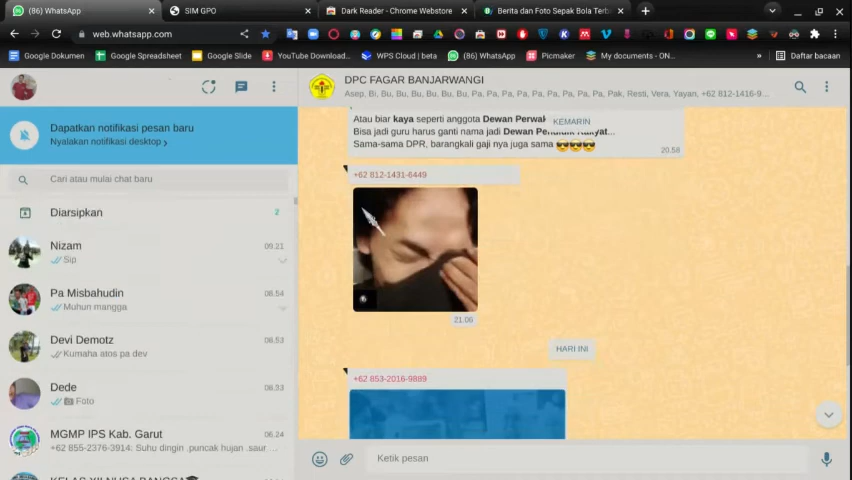 (86) WhatsApp
SIM GPO
Dark Reader - Chrome Webstore
Berita dan Foto Sepak Bola Terb
web.whatsapp.com
Google Dokumen
Google Spreadsheet
Google Slide
YouTube Download...
WPS Cloud | beta
(86) WhatsApp
Picmaker
My documents - ON...
»
Daftar bacaan
Dapatkan notifikasi pesan baru
Nyalakan notifikasi desktop >
Cari atau mulai chat baru
Diarsipkan
2
Nizam
09.21
Sip
Pa Misbahudin
08.54
Muhun mangga
Devi Demotz
08.53
Kumaha atos pa dev
Dede
08.33
Foto
MGMP IPS Kab. Garut
06.24
+62 855-2376-3914: Suhu dingin .puncak hujan .saur ...
DPC FAGAR BANJARWANGI
Asep, Bi, Bu, Bu, Bu, Bu, Bu, Bu, Pa, Pa, Pa, Pa, Pa, Pa, Pa, Pa, Pak, Resti, Vera, Yayan, +62 812-1416-9...
Atau biar kaya seperti anggota Dewan Perwak
KEMARIN
Bisa jadi guru harus ganti nama jadi Dewan Pendidik Rakyat...
Sama-sama DPR, barangkali gaji nya juga sama 😎😎😎
20.58
+62 812-1431-6449
21.06
HARI INI
+62 853-2016-9889
Ketik pesan